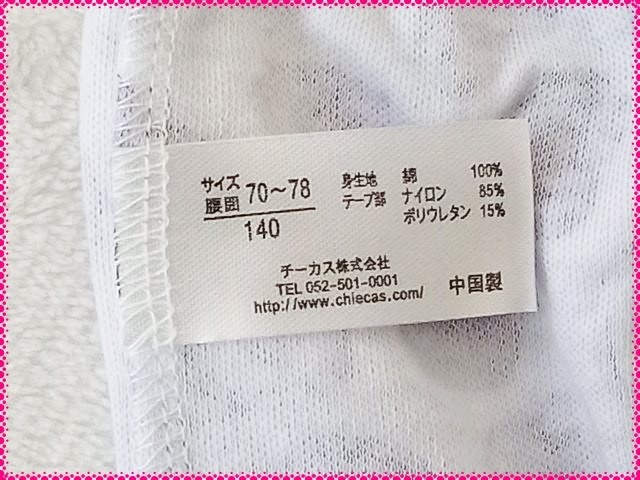 サイズ
腰囲 70～78
140
身生地 綿 100%
テープ部 ナイロン 85%
ポリウレタン 15%
チーカス株式会社
TEL 052-501-0001
http://www.chiecas.com/
中国製